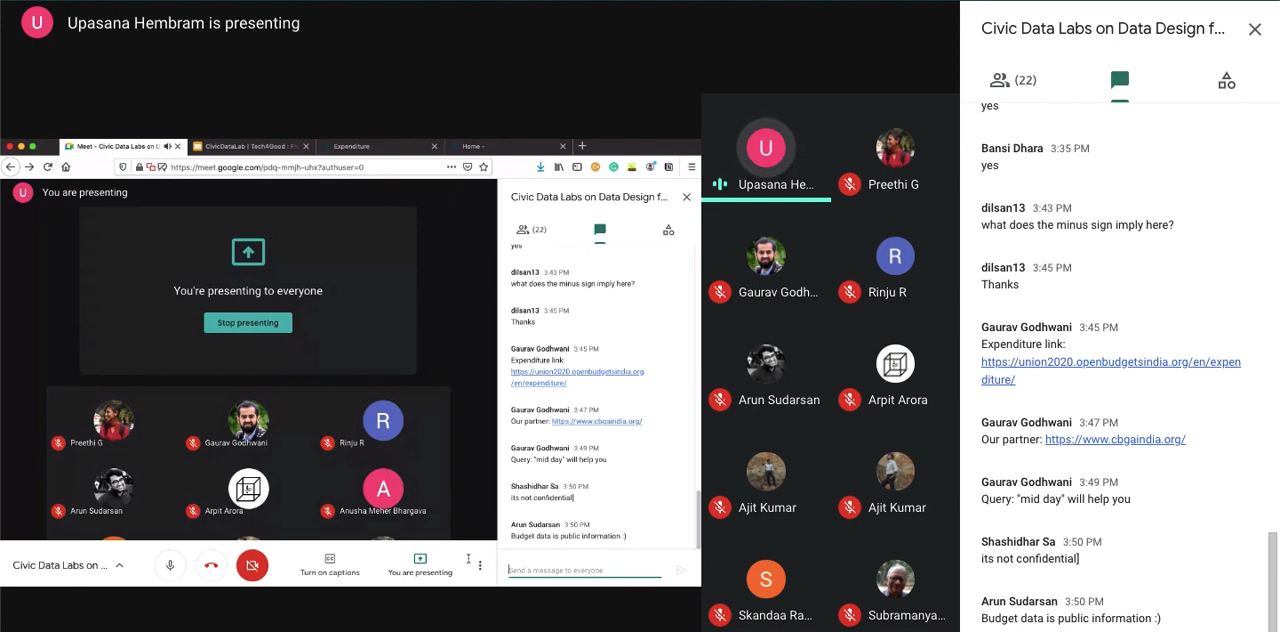 U Upasana Hembram is presenting
Meet - Civic Data Labs on D
CivicDataLab | Tech4Good : Fi
Expenditure
Home -
https://meet.google.com/pdq-mmjh-uhx?authuser=0
U You are presenting
You're presenting to everyone
Stop presenting
Preethi G
Gaurav Godhwani
R
Rinju R
Arun Sudarsan
Arpit Arora
A
Anusha Meher Bhargava
Civic Data Labs on ...
Turn on captions
You are presenting
Civic Data Labs on Data Design f...
(22)
yes
dilsan13 3:43 PM
what does the minus sign imply here?
dilsan13 3:45 PM
Thanks
Gaurav Godhwani 3:45 PM
Expenditure link:
https://union2020.openbudgetsindia.org
/en/expenditure/
Gaurav Godhwani 3:47 PM
Our partner: https://www.cbgaindia.org/
Gaurav Godhwani 3:49 PM
Query: "mid day" will help you
Shashidhar Sa 3:50 PM
its not confidential]
Arun Sudarsan 3:50 PM
Budget data is public information :)
Send a message to everyone
U
Upasana He...
Preethi G
Gaurav Godh...
R
Rinju R
Arun Sudarsan
Arpit Arora
Ajit Kumar
Ajit Kumar
S
Skandaa Ra...
Subramanya...
Civic Data Labs on Data Design f...
(22)
yes
Bansi Dhara 3:35 PM
yes
dilsan13 3:43 PM
what does the minus sign imply here?
dilsan13 3:45 PM
Thanks
Gaurav Godhwani 3:45 PM
Expenditure link:
https://union2020.openbudgetsindia.org/en/expen
diture/
Gaurav Godhwani 3:47 PM
Our partner: https://www.cbgaindia.org/
Gaurav Godhwani 3:49 PM
Query: "mid day" will help you
Shashidhar Sa 3:50 PM
its not confidential]
Arun Sudarsan 3:50 PM
Budget data is public information :)